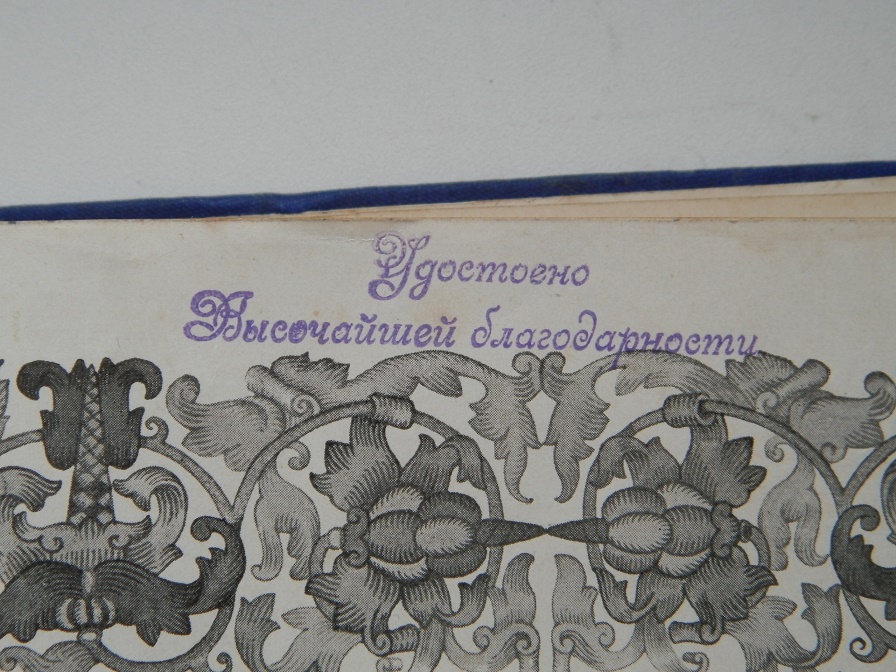 Удостоено
Высочайшей благодарности